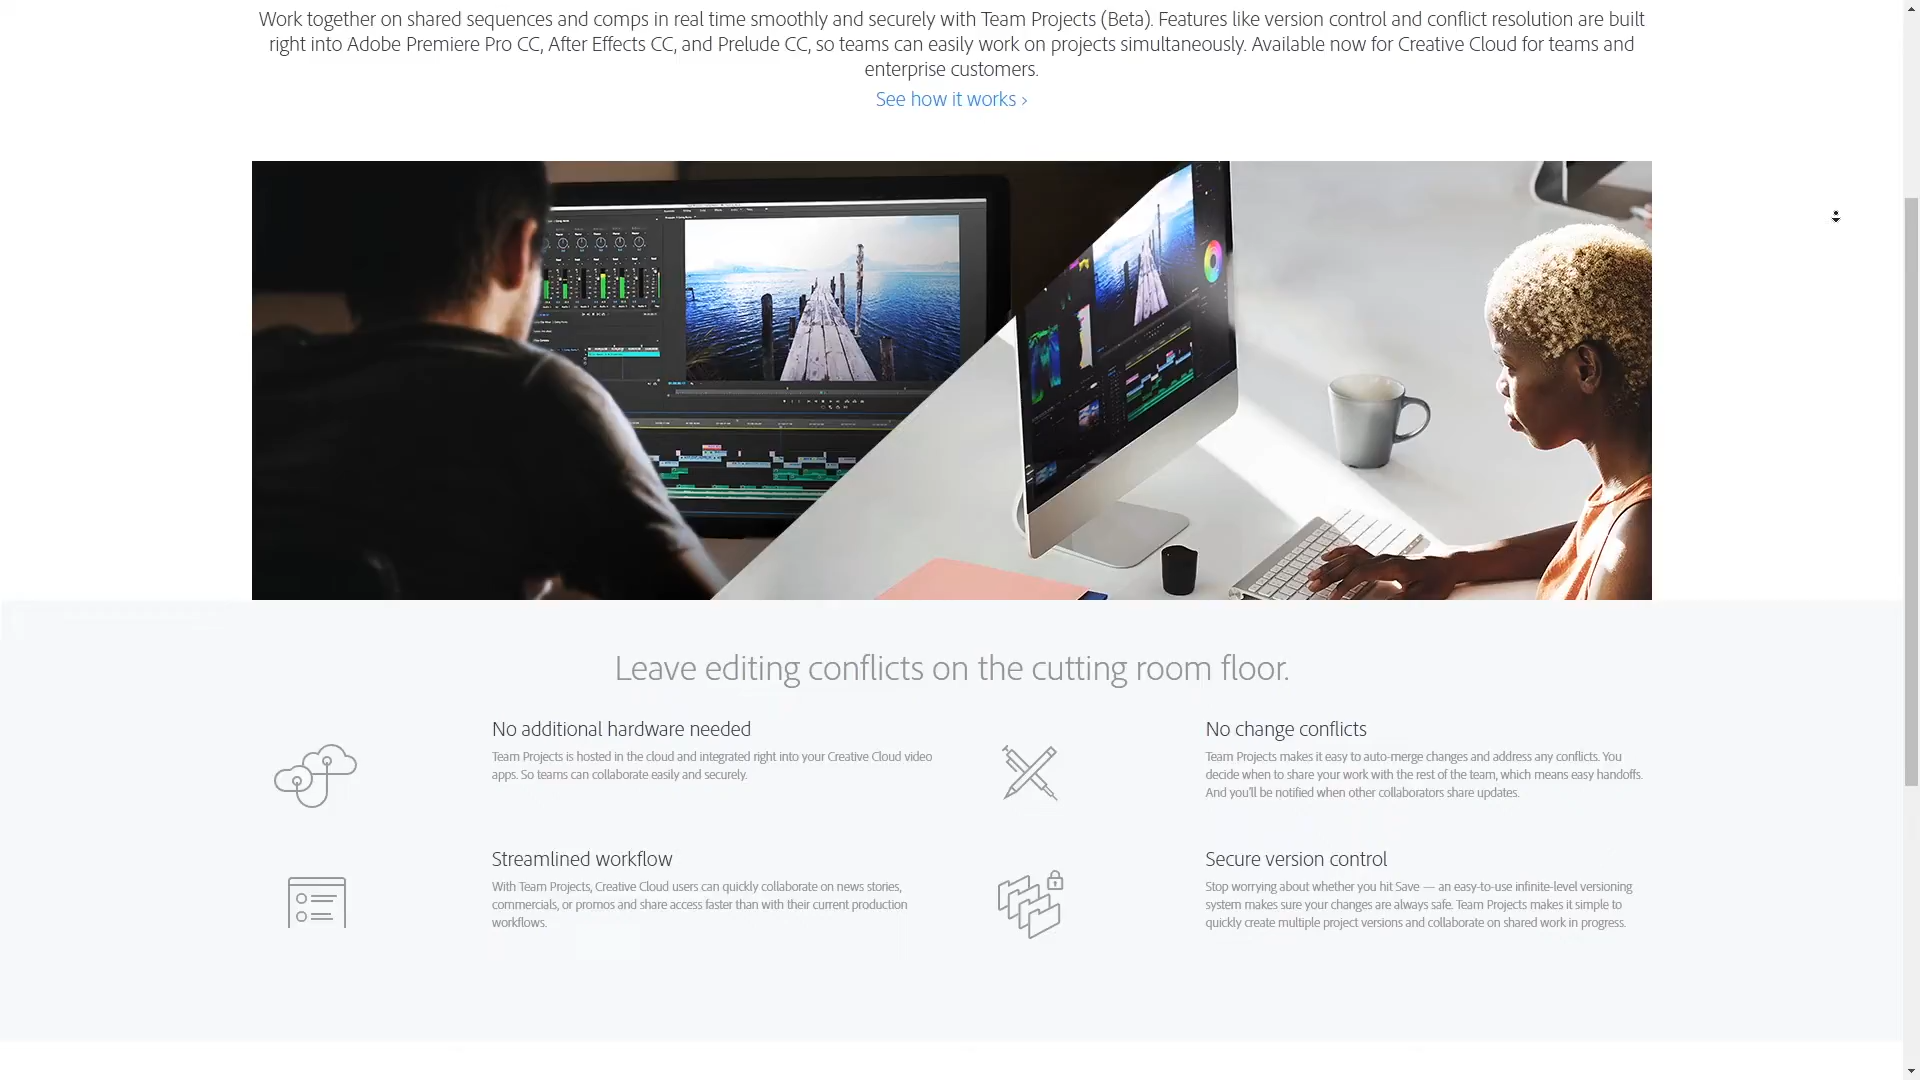 Work together on shared sequences and comps in real time smoothly and securely with Team Projects (Beta). Features like version control and conflict resolution are built
right into Adobe Premiere Pro CC, After Effects CC, and Prelude CC, so teams can easily work on projects simultaneously. Available now for Creative Cloud for teams and
enterprise customers.
See how it works ›
Leave editing conflicts on the cutting room floor.
No additional hardware needed
Team Projects is hosted in the cloud and integrated right into your Creative Cloud video
apps. So teams can collaborate easily and securely.
No change conflicts
Team Projects makes it easy to auto-merge changes and address any conflicts. You
decide when to share your work with the rest of the team, which means easy handoffs.
And you'll be notified when other collaborators share updates.
Streamlined workflow
With Team Projects, Creative Cloud users can quickly collaborate on news stories,
commercials, or promos and share access faster than with their current production
workflows.
Secure version control
Stop worrying about whether you hit Save — an easy-to-use infinite-level versioning
system makes sure your changes are always safe. Team Projects makes it simple to
quickly create multiple project versions and collaborate on shared work in progress.